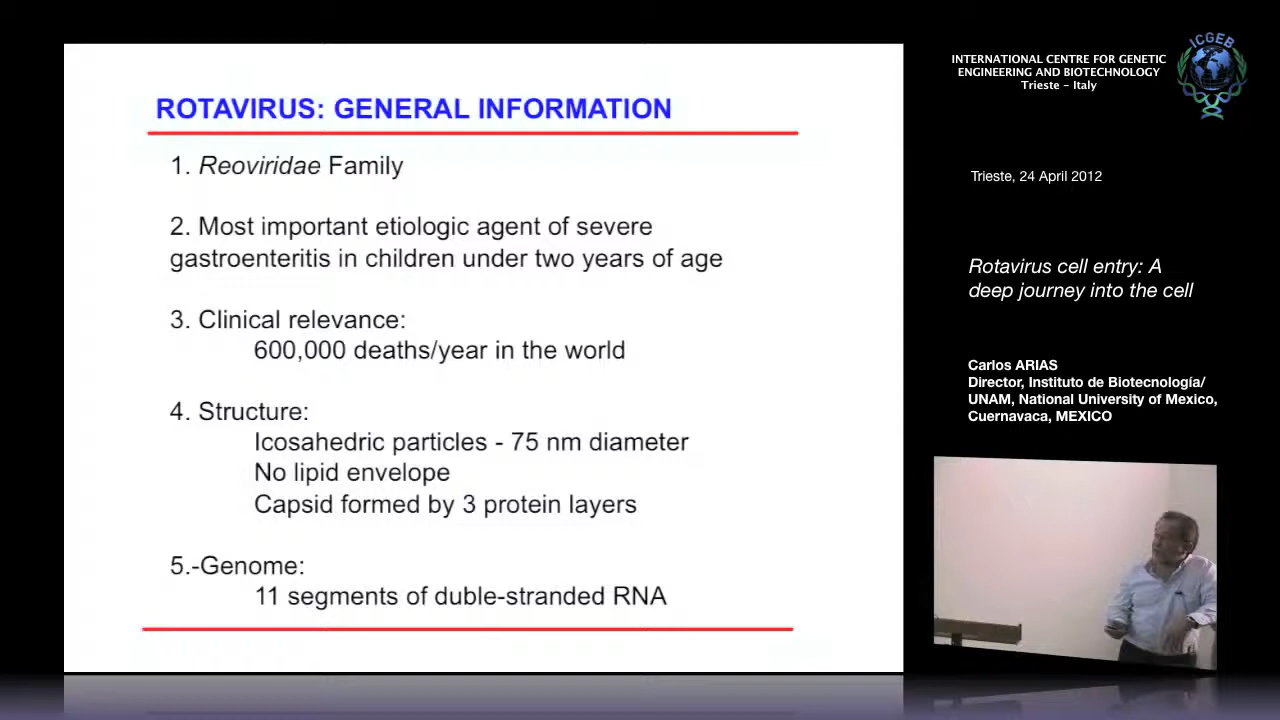 ROTAVIRUS: GENERAL INFORMATION
1. Reoviridae Family
2. Most important etiologic agent of severe
gastroenteritis in children under two years of age
3. Clinical relevance:
600,000 deaths/year in the world
4. Structure:
Icosahedric particles - 75 nm diameter
No lipid envelope
Capsid formed by 3 protein layers
5.-Genome:
11 segments of duble-stranded RNA
INTERNATIONAL CENTRE FOR GENETIC
ENGINEERING AND BIOTECHNOLOGY
Trieste - Italy
ICGEB
Trieste, 24 April 2012
Rotavirus cell entry: A
deep journey into the cell
Carlos ARIAS
Director, Instituto de Biotecnología/
UNAM, National University of Mexico,
Cuernavaca, MEXICO